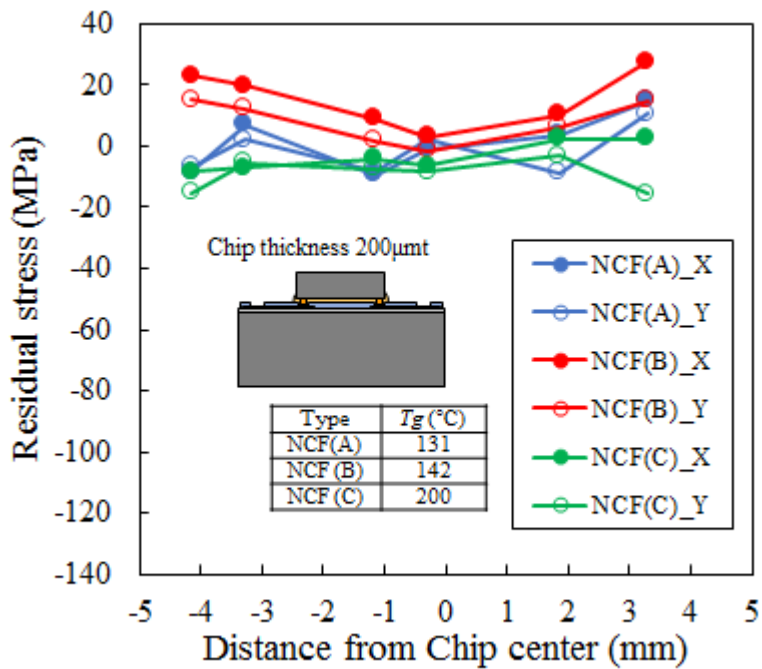 Residual stress (MPa)
40
20
0
-20
-40
-60
-80
-100
-120
-140
Chip thickness 200μmt
Type Tg (°C)
NCF(A) 131
NCF (B) 142
NCF (C) 200
NCF(A)_X
NCF(A)_Y
NCF(B)_X
NCF(B)_Y
NCF(C)_X
NCF(C)_Y
-5 -4 -3 -2 -1 0 1 2 3 4 5
Distance from Chip center (mm)